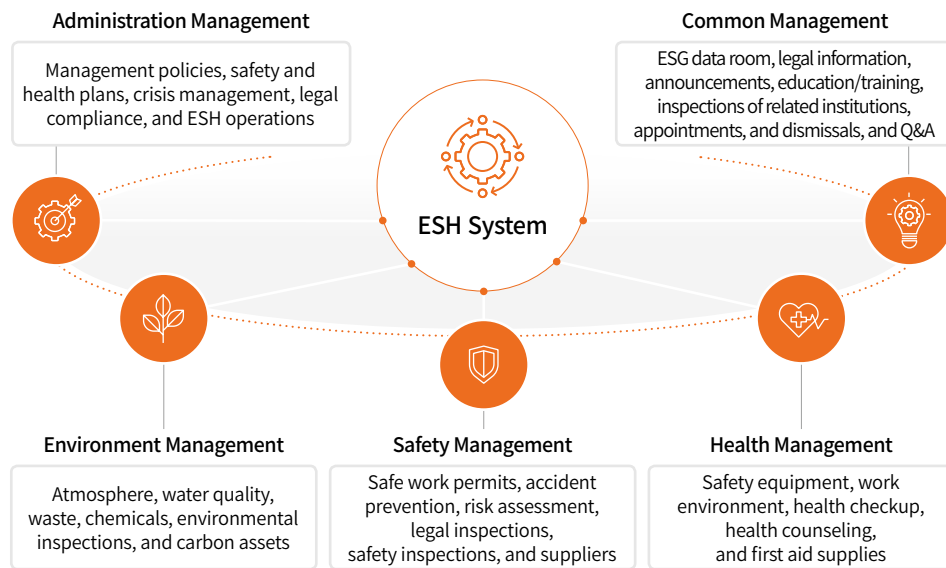 Administration Management
Management policies, safety and
health plans, crisis management, legal
compliance, and ESH operations
Common Management
ESG data room, legal information,
announcements, education/training,
inspections of related institutions,
appointments, and dismissals, and Q&A
ESH System
Environment Management
Atmosphere, water quality,
waste, chemicals, environmental
inspections, and carbon assets
Safety Management
Safe work permits, accident
prevention, risk assessment,
legal inspections,
safety inspections, and suppliers
Health Management
Safety equipment, work
environment, health checkup,
health counseling,
and first aid supplies